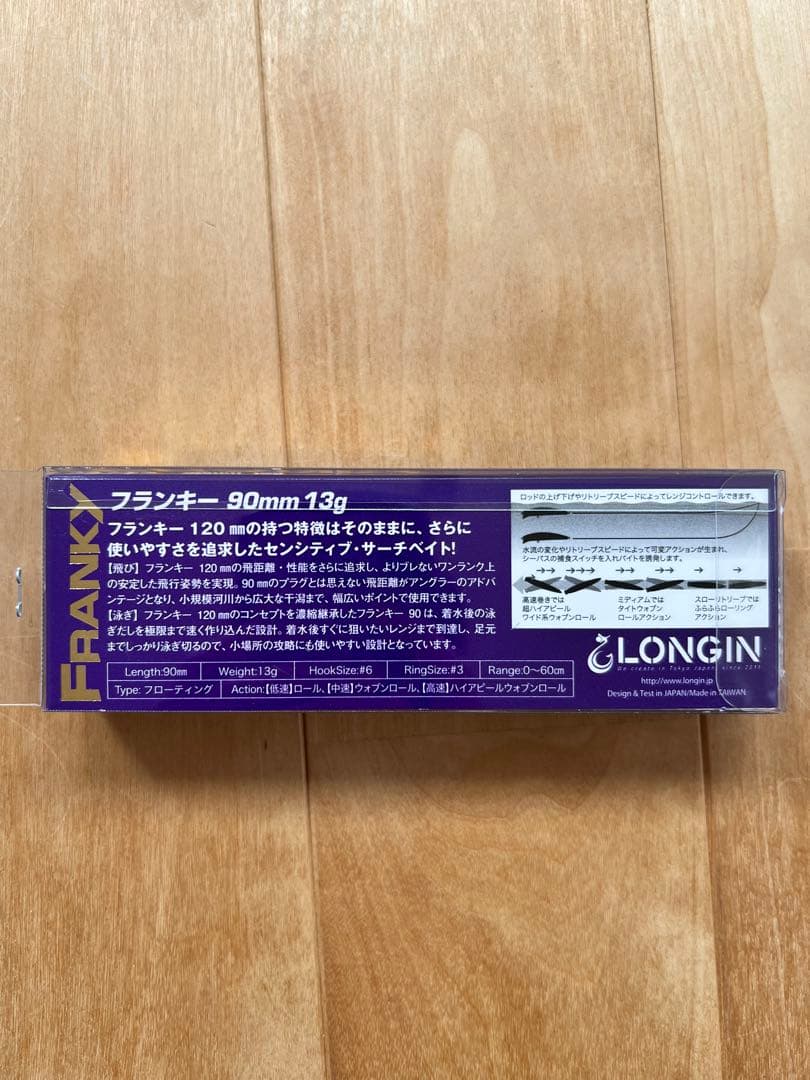 FRANKY
フランキー 90mm 13g
フランキー 120 ㎜の持つ特徴はそのままに、さらに
使いやすさを追求したセンシティブ・サーチベイト!
【飛び】フランキー 120㎜の飛距離・性能をさらに追求し、よりブレないワンランク上
の安定した飛行姿勢を実現。90㎜のプラグとは思えない飛距離がアングラーのアドバ
ンテージとなり、小規模河川から広大な干潟まで、幅広いポイントで使用できます。
【泳ぎ】フランキー 120㎜のコンセプトを濃縮継承したフランキー 90は、着水後の泳
ぎだしを極限まで速く作り込んだ設計。着水後すぐに狙いたいレンジまで到達し、足元
までしっかり泳ぎ切るので、小場所の攻略にも使いやすい設計となっています。
Length:90㎜ Weight:13g HookSize:#6 RingSize:#3 Range:0〜60㎝
Type: フローティング Action:【低速】ロール、【中速】ウォブンロール、【高速】ハイアピールウォブンロール
ロッドの上げ下げやリトリーブスピードによってレンジコントロールできます。
水流の変化やリトリーブスピードによって可変アクションが生まれ、
シーバスの捕食スイッチを入れバイトを誘発します。
高速巻きでは
超ハイアピール
ワイド系ウォブンロール
ミディアムでは
タイトウォブン
ロールアクション
スローリトリーブでは
ふらふらローリング
アクション
LONGIN
We create in Tokyo Japan, since 2011
http://www.longin.jp
Design & Test in JAPAN/Made in TAIWAN.